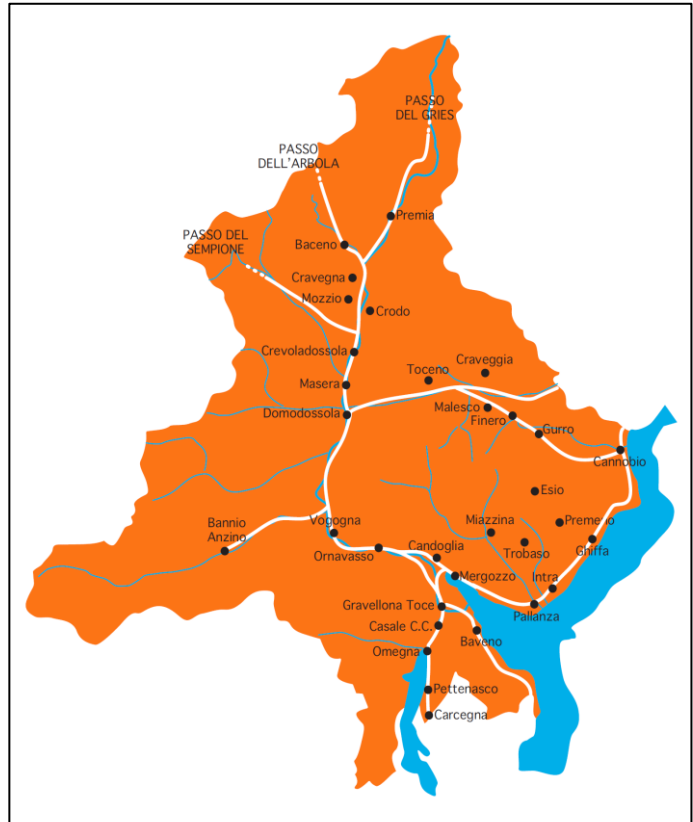 PASSO
DEL GRIES
PASSO
DELL'ARBOLA
Premia
PASSO DEL
SEMPIONE
Baceno
Cravegna
Mozzio
Crodo
Crevoladossola
Toceno
Craveggia
Masera
Malesco
Domodossola
Finero
Gurro
Cannobio
Esio
Bannio
Anzino
Vogogna
Miazzina
Premeno
Ornavasso
Candoglia
Trobaso
Ghiffa
Mergozzo
Intra
Gravellona Toce
Pallanza
Casale C.C.
Baveno
Omegna
Pettenasco
Carcegna